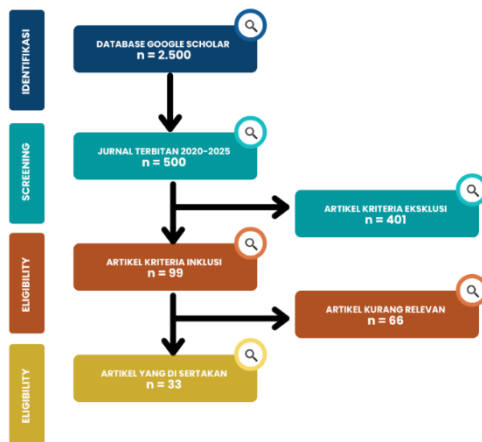 IDENTIFIKASI
DATABASE GOOGLE SCHOLAR
n = 2.500
SCREENING
JURNAL TERBITAN 2020-2025
n = 500
ARTIKEL KRITERIA EKSKLUSI
n = 401
ELIGIBILITY
ARTIKEL KRITERIA INKLUSI
n = 99
ARTIKEL KURANG RELEVAN
n = 66
ELIGIBILITY
ARTIKEL YANG DI SERTAKAN
n = 33